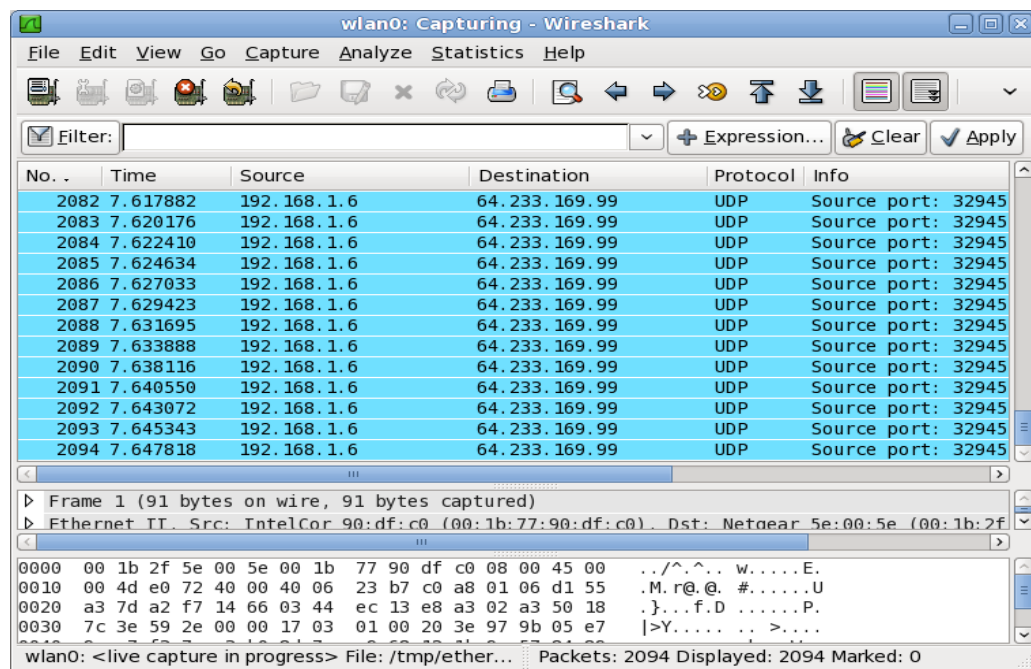 wlan0: Capturing - Wireshark
File Edit View Go Capture Analyze Statistics Help
Filter: Expression... Clear Apply
No. . Time Source Destination Protocol Info
2082 7.617882 192.168.1.6 64.233.169.99 UDP Source port: 32945
2083 7.620176 192.168.1.6 64.233.169.99 UDP Source port: 32945
2084 7.622410 192.168.1.6 64.233.169.99 UDP Source port: 32945
2085 7.624634 192.168.1.6 64.233.169.99 UDP Source port: 32945
2086 7.627033 192.168.1.6 64.233.169.99 UDP Source port: 32945
2087 7.629423 192.168.1.6 64.233.169.99 UDP Source port: 32945
2088 7.631695 192.168.1.6 64.233.169.99 UDP Source port: 32945
2089 7.633888 192.168.1.6 64.233.169.99 UDP Source port: 32945
2090 7.638116 192.168.1.6 64.233.169.99 UDP Source port: 32945
2091 7.640550 192.168.1.6 64.233.169.99 UDP Source port: 32945
2092 7.643072 192.168.1.6 64.233.169.99 UDP Source port: 32945
2093 7.645343 192.168.1.6 64.233.169.99 UDP Source port: 32945
2094 7.647818 192.168.1.6 64.233.169.99 UDP Source port: 32945
Frame 1 (91 bytes on wire, 91 bytes captured)
Ethernet II, Src: IntelCor 90:df:c0 (00:1b:77:90:df:c0), Dst: Netgear 5e:00:5e (00:1b:2f
0000 00 1b 2f 5e 00 5e 00 1b 77 90 df c0 08 00 45 00 ../^.^.. w.....E.
0010 00 4d e0 72 40 00 40 06 23 b7 c0 a8 01 06 d1 55 .M.r@.@. #......U
0020 a3 7d a2 f7 14 66 03 44 ec 13 e8 a3 02 a3 50 18 .}...f.D ......P.
0030 7c 3e 59 2e 00 00 17 03 01 00 20 3e 97 9b 05 e7 |>Y..... .. >....
wlan0: <live capture in progress> File: /tmp/ether... Packets: 2094 Displayed: 2094 Marked: 0